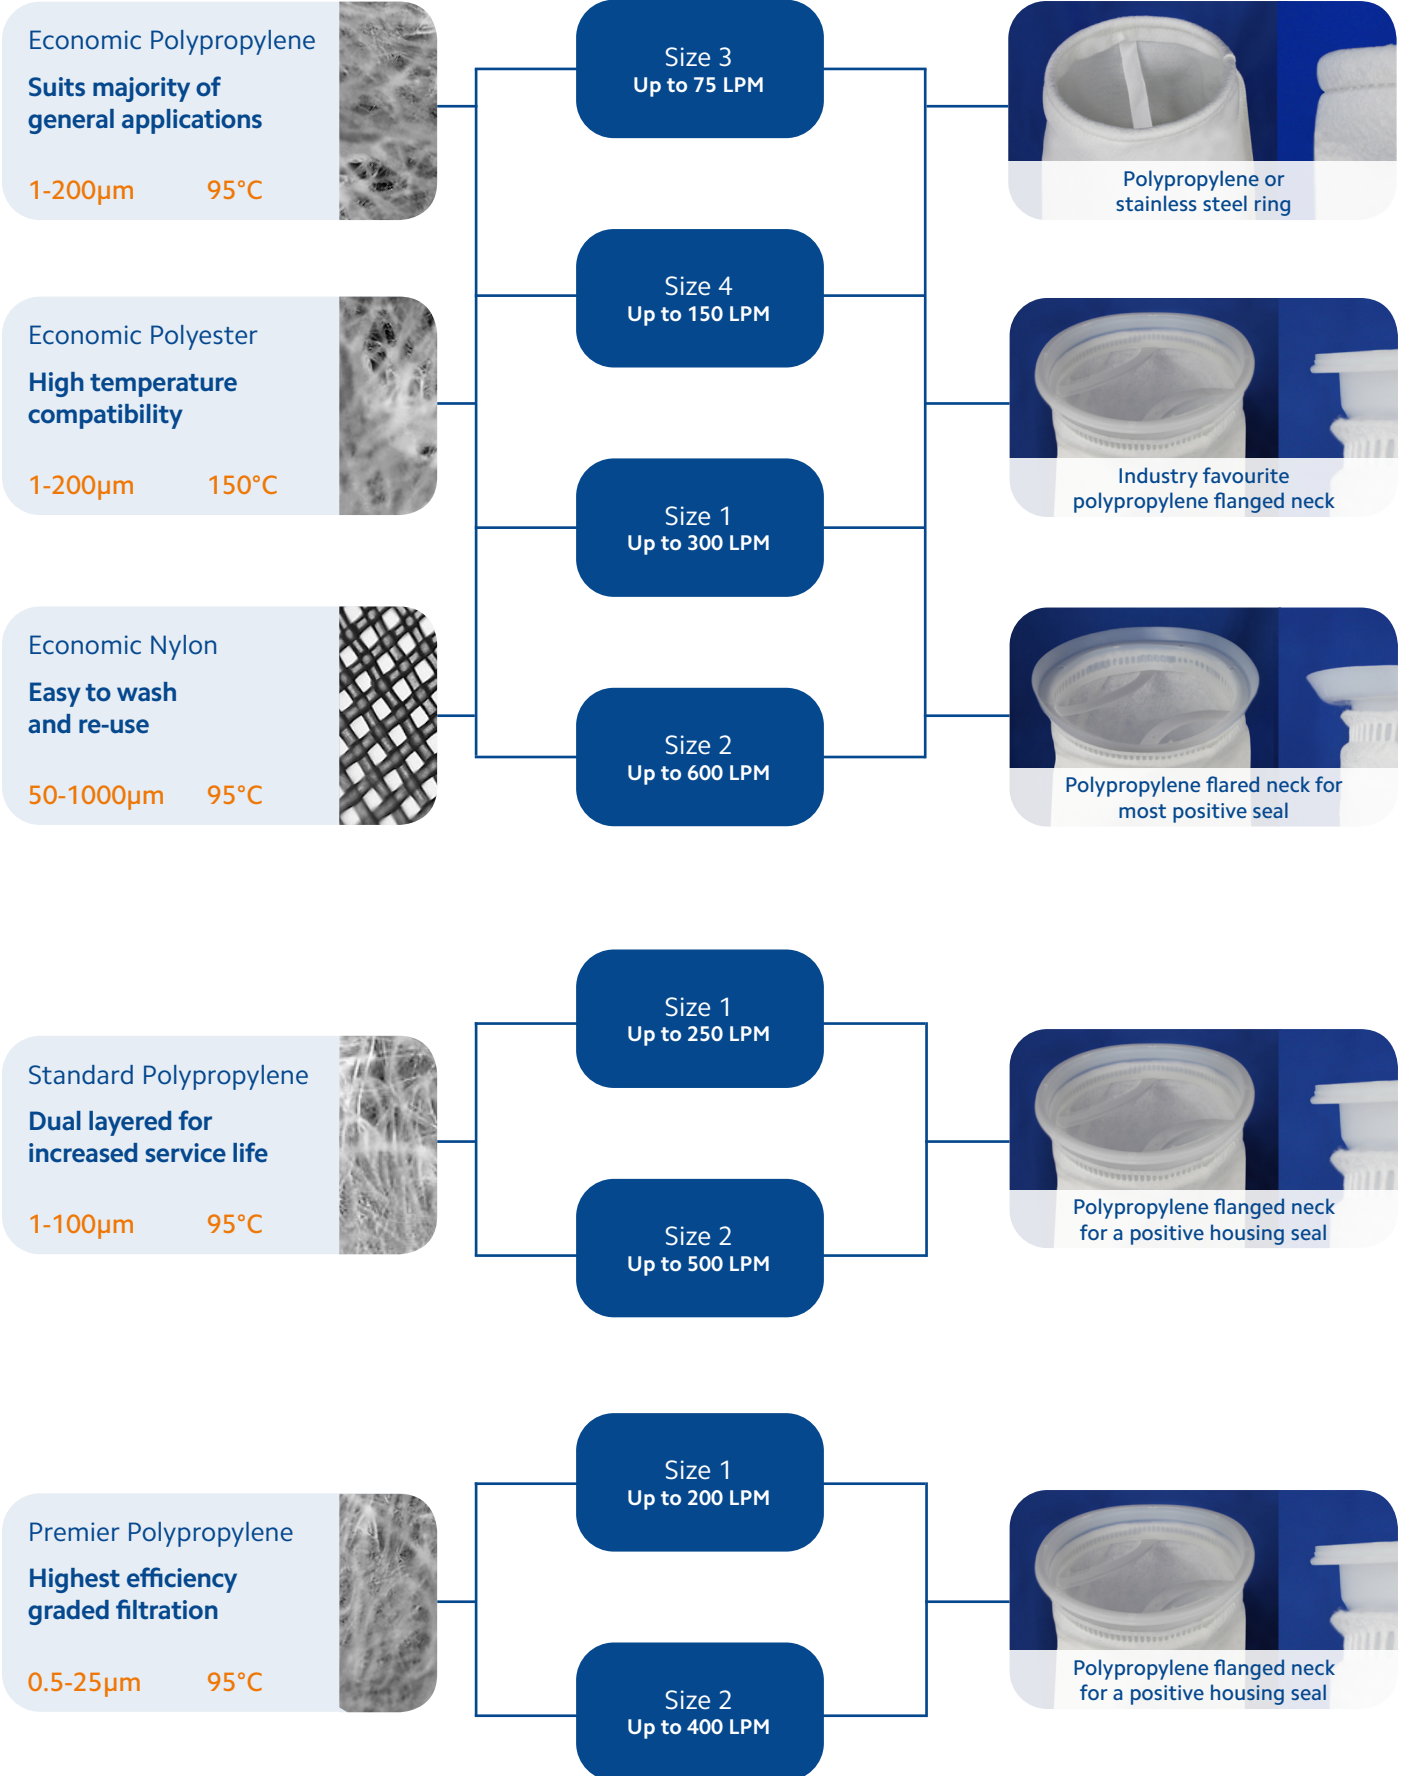 Economic Polypropylene
Suits majority of
general applications
1-200µm 95°C
Economic Polyester
High temperature
compatibility
1-200µm 150°C
Economic Nylon
Easy to wash
and re-use
50-1000µm 95°C
Size 3
Up to 75 LPM
Size 4
Up to 150 LPM
Size 1
Up to 300 LPM
Size 2
Up to 600 LPM
Polypropylene or
stainless steel ring
Industry favourite
polypropylene flanged neck
Polypropylene flared neck for
most positive seal
Standard Polypropylene
Dual layered for
increased service life
1-100µm 95°C
Size 1
Up to 250 LPM
Size 2
Up to 500 LPM
Polypropylene flanged neck
for a positive housing seal
Premier Polypropylene
Highest efficiency
graded filtration
0.5-25µm 95°C
Size 1
Up to 200 LPM
Size 2
Up to 400 LPM
Polypropylene flanged neck
for a positive housing seal